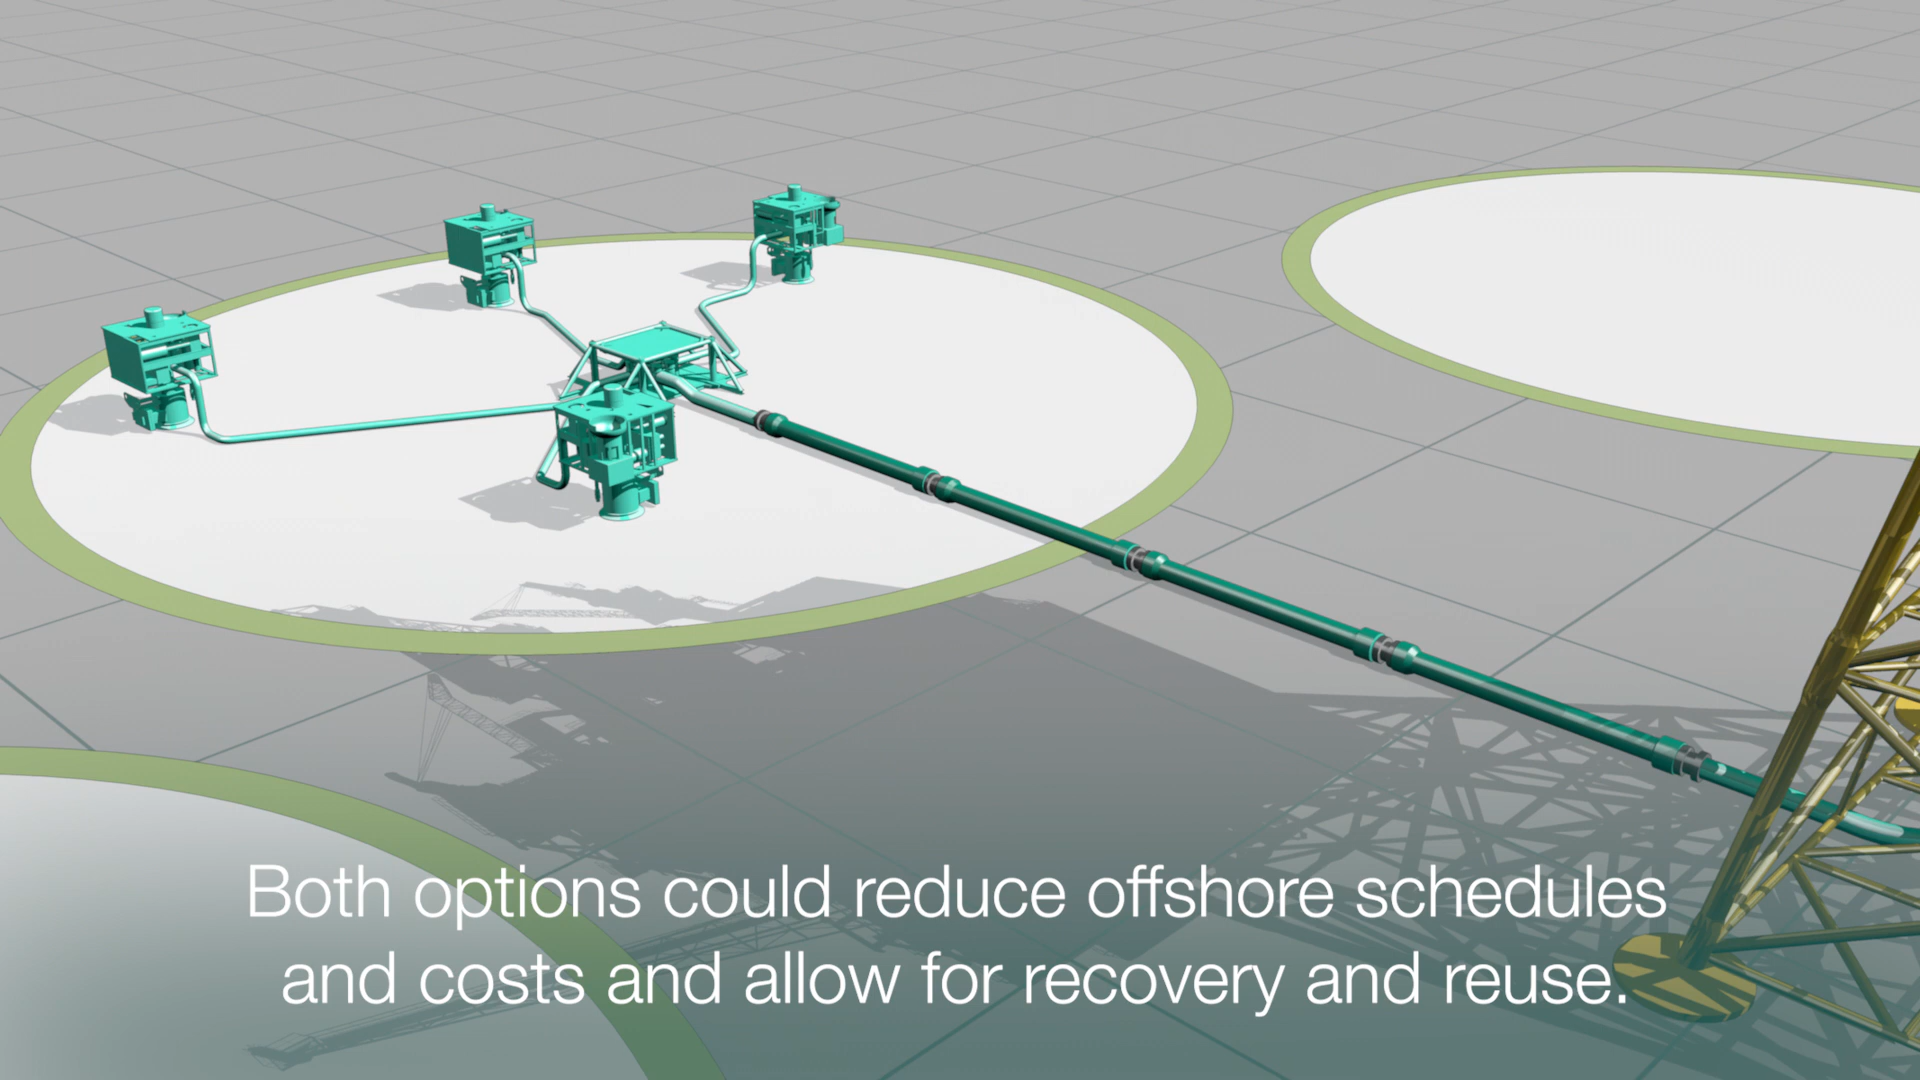 Both options could reduce offshore schedules
and costs and allow for recovery and reuse.